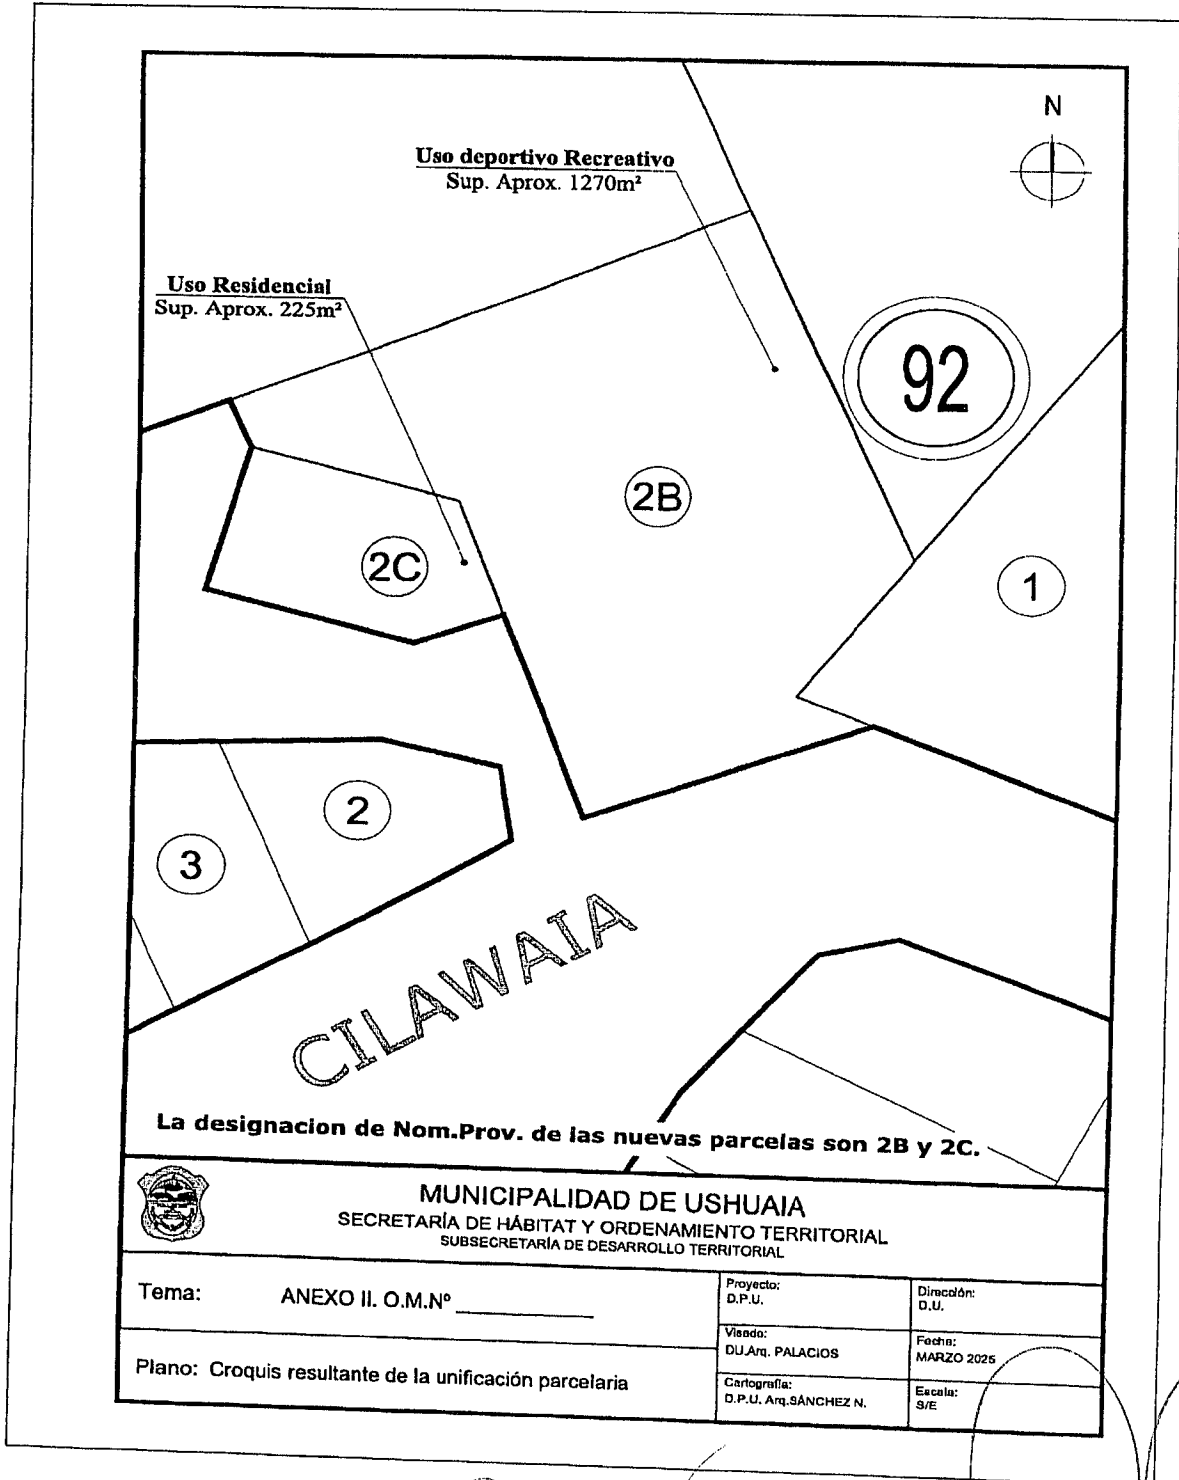 N
Uso deportivo Recreativo
Sup. Aprox. 1270m²
Uso Residencial
Sup. Aprox. 225m²
92
2B
2C
1
2
3
CILAWAIA
La designacion de Nom.Prov. de las nuevas parcelas son 2B y 2C.
MUNICIPALIDAD DE USHUAIA
SECRETARÍA DE HÁBITAT Y ORDENAMIENTO TERRITORIAL
SUBSECRETARÍA DE DESARROLLO TERRITORIAL
Tema: ANEXO II. O.M.Nº
Proyecto:
D.P.U.
Dirección:
D.U.
Visado:
DU.Arq. PALACIOS
Fecha:
MARZO 2025
Plano: Croquis resultante de la unificación parcelaria
Cartografía:
D.P.U. Arq.SÁNCHEZ N.
Escala:
S/E